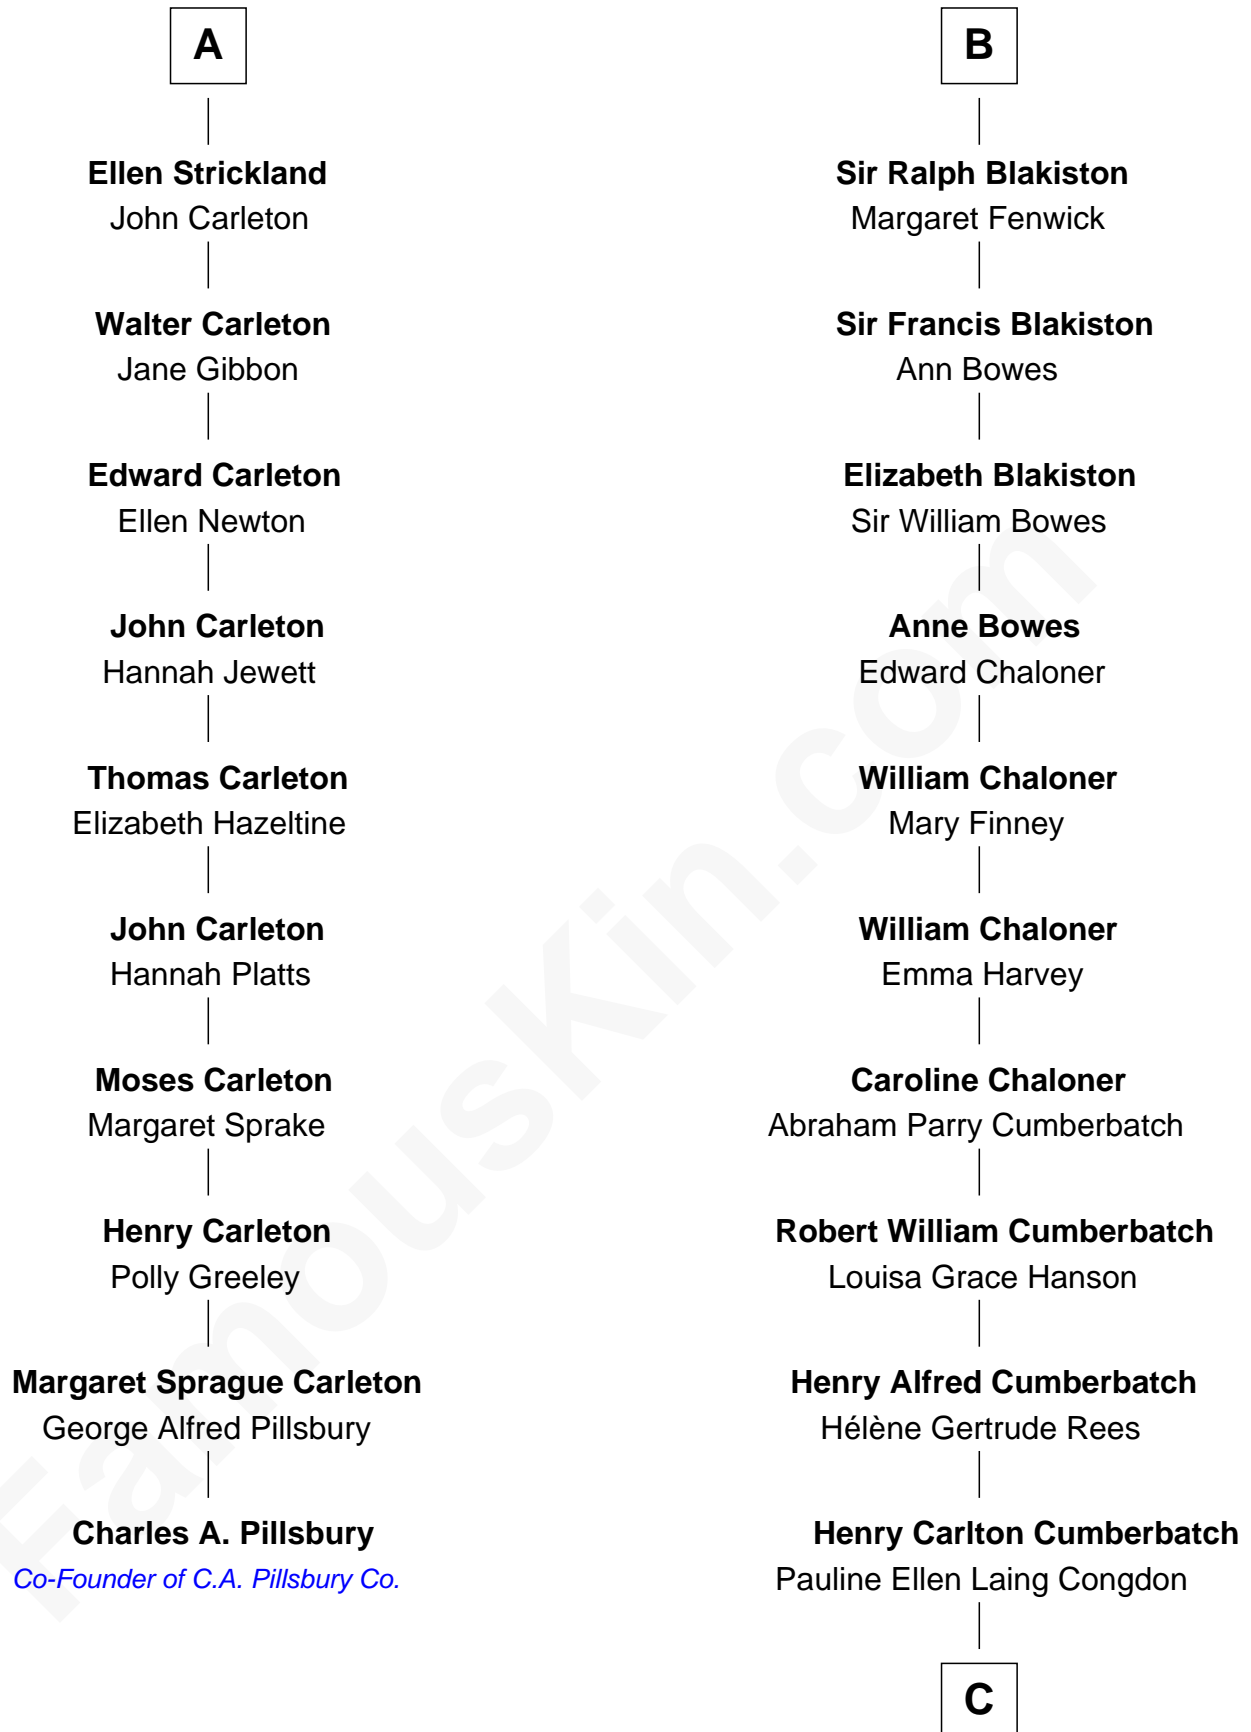 A
Ellen Strickland
John Carleton
Walter Carleton
Jane Gibbon
Edward Carleton
Ellen Newton
John Carleton
Hannah Jewett
Thomas Carleton
Elizabeth Hazeltine
John Carleton
Hannah Platts
Moses Carleton
Margaret Sprake
Henry Carleton
Polly Greeley
Margaret Sprague Carleton
George Alfred Pillsbury
Charles A. Pillsbury
Co-Founder of C.A. Pillsbury Co.
B
Sir Ralph Blakiston
Margaret Fenwick
Sir Francis Blakiston
Ann Bowes
Elizabeth Blakiston
Sir William Bowes
Anne Bowes
Edward Chaloner
William Chaloner
Mary Finney
William Chaloner
Emma Harvey
Caroline Chaloner
Abraham Parry Cumberbatch
Robert William Cumberbatch
Louisa Grace Hanson
Henry Alfred Cumberbatch
Hélène Gertrude Rees
Henry Carlton Cumberbatch
Pauline Ellen Laing Congdon
C
FamousKin.com